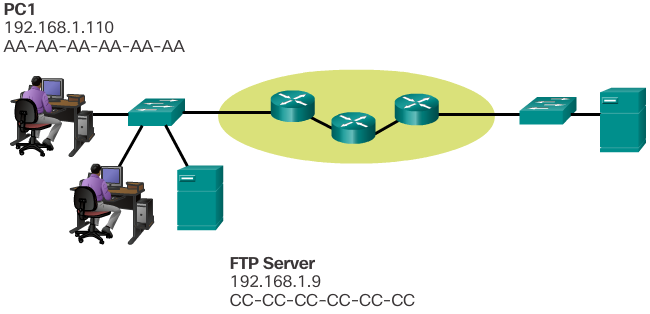 PC1
192.168.1.110
AA-AA-AA-AA-AA-AA
FTP Server
192.168.1.9
CC-CC-CC-CC-CC-CC